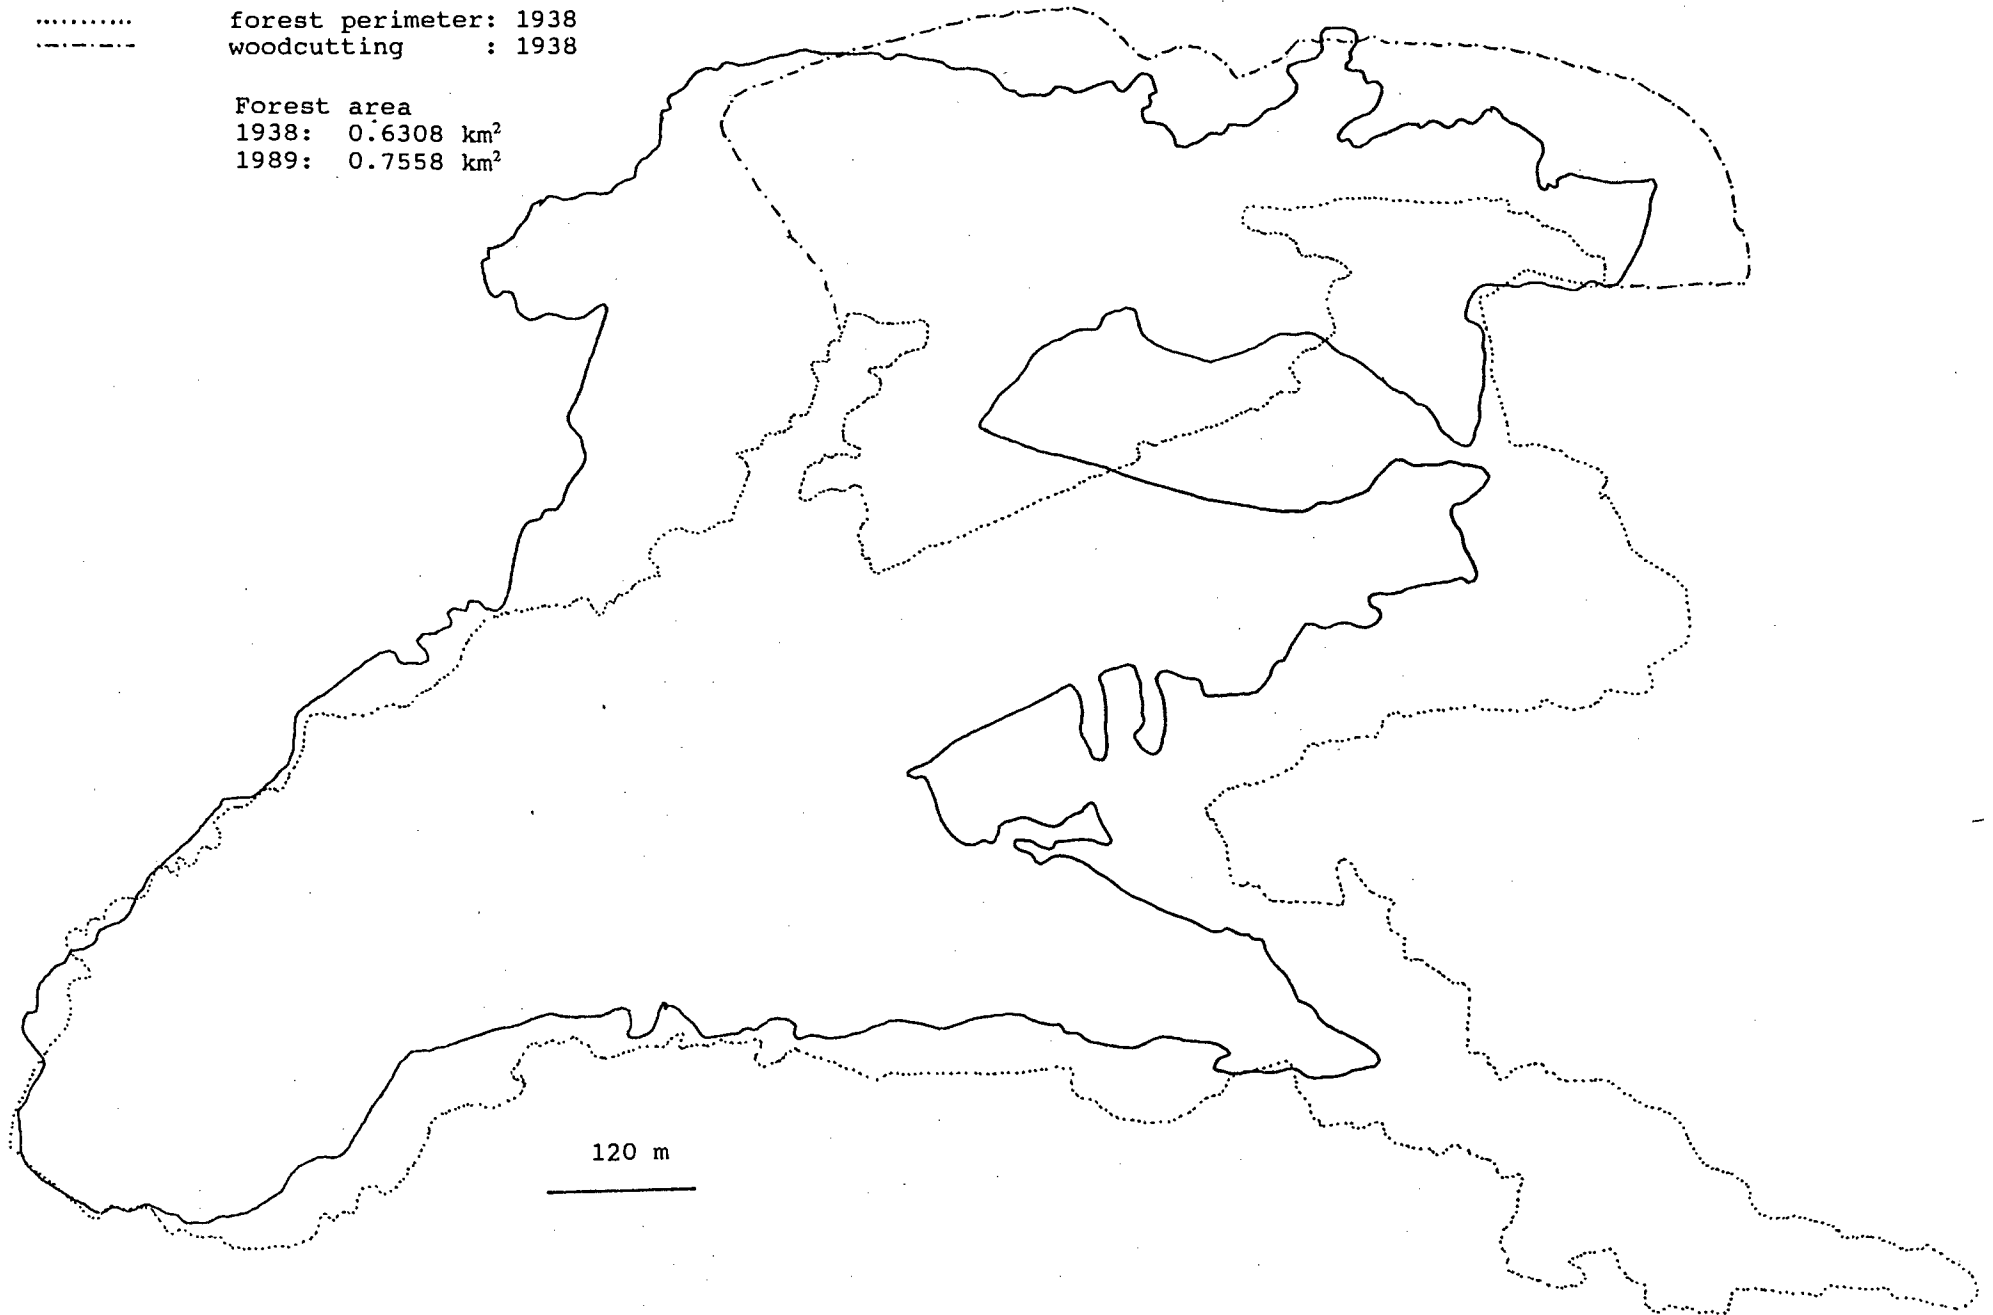 forest perimeter: 1938
woodcutting : 1938
Forest area
1938: 0.6308 km²
1989: 0.7558 km²
120 m